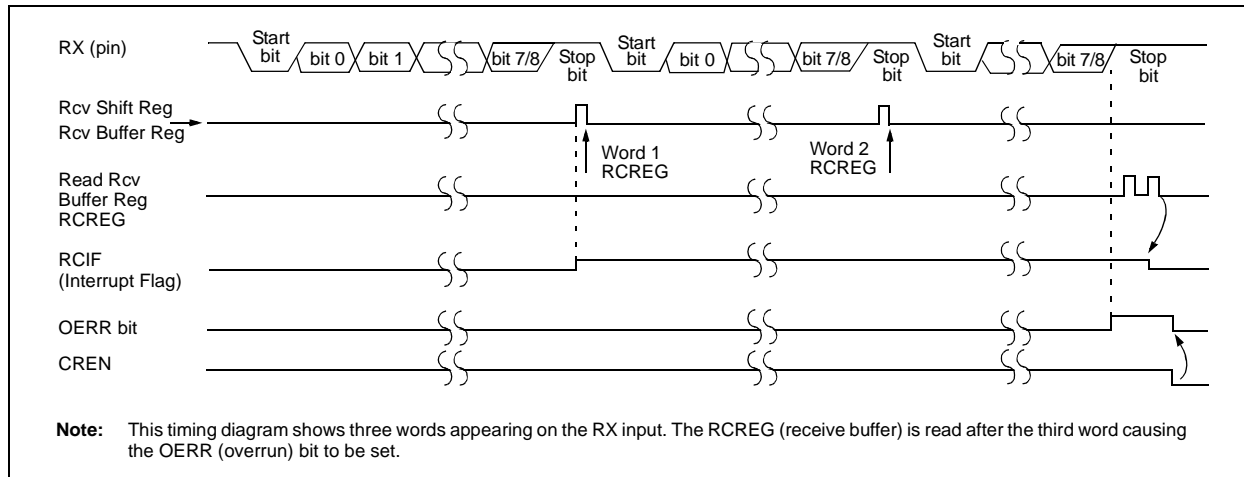 RX (pin)
Start
bit
bit 0
bit 1
bit 7/8
Stop
bit
Start
bit
bit 0
bit 7/8
Stop
bit
Start
bit
bit 7/8
Stop
bit
Rcv Shift Reg
Rcv Buffer Reg
Word 1
RCREG
Word 2
RCREG
Read Rcv
Buffer Reg
RCREG
RCIF
(Interrupt Flag)
OERR bit
CREN
Note: This timing diagram shows three words appearing on the RX input. The RCREG (receive buffer) is read after the third word causing
the OERR (overrun) bit to be set.